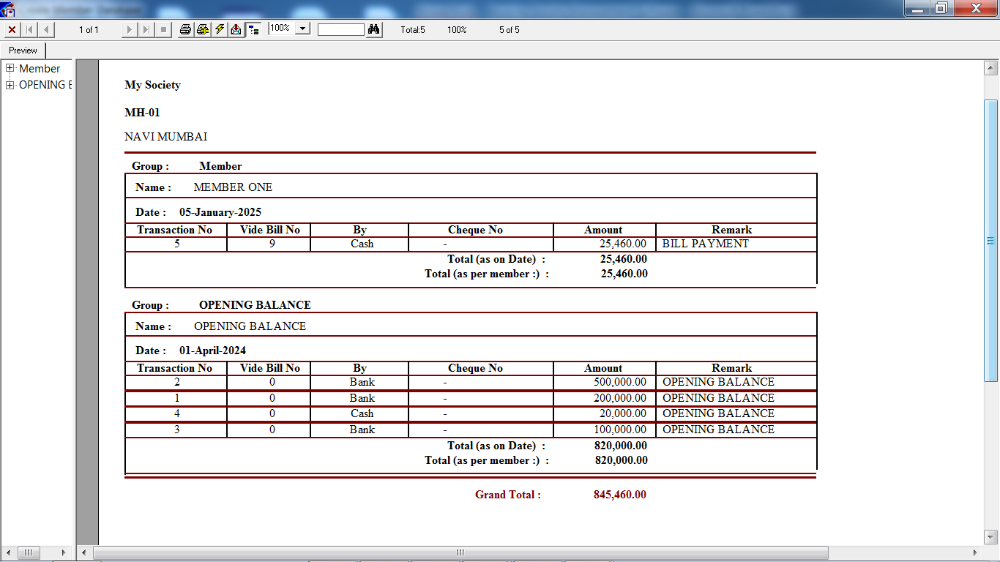 1 of 1 100% Total:5 100% 5 of 5
Preview
Member
OPENING E
My Society
MH-01
NAVI MUMBAI
Group : Member
Name : MEMBER ONE
Date : 05-January-2025
Transaction No Vide Bill No By Cheque No Amount Remark
5 9 Cash - 25,460.00 BILL PAYMENT
Total (as on Date) : 25,460.00
Total (as per member :) : 25,460.00
Group : OPENING BALANCE
Name : OPENING BALANCE
Date : 01-April-2024
Transaction No Vide Bill No By Cheque No Amount Remark
2 0 Bank - 500,000.00 OPENING BALANCE
1 0 Bank - 200,000.00 OPENING BALANCE
4 0 Cash - 20,000.00 OPENING BALANCE
3 0 Bank - 100,000.00 OPENING BALANCE
Total (as on Date) : 820,000.00
Total (as per member :) : 820,000.00
Grand Total : 845,460.00